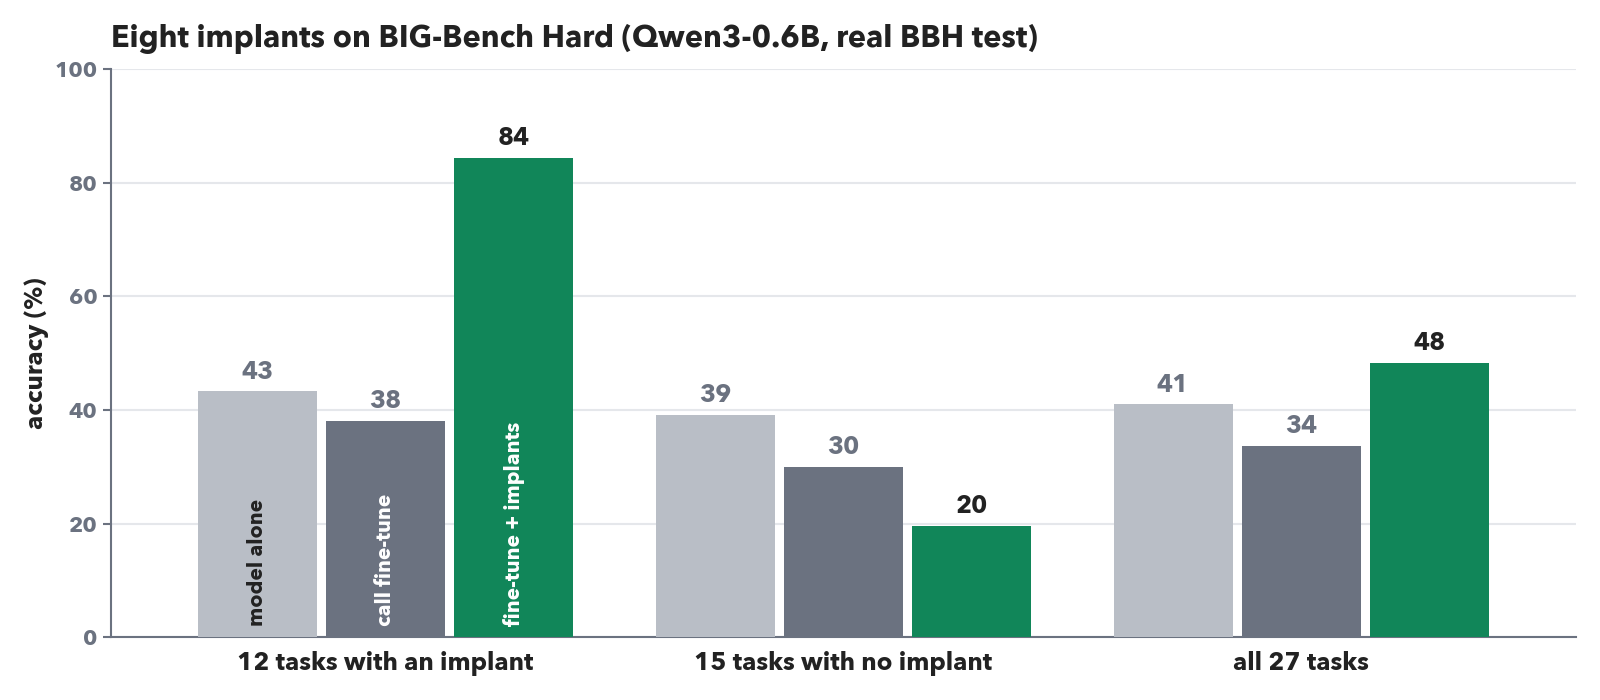 Eight implants on BIG-Bench Hard (Qwen3-0.6B, real BBH test)
accuracy (%)
100
80
60
40
20
0
43
38
84
39
30
20
41
34
48
model alone
call fine-tune
fine-tune + implants
12 tasks with an implant
15 tasks with no implant
all 27 tasks